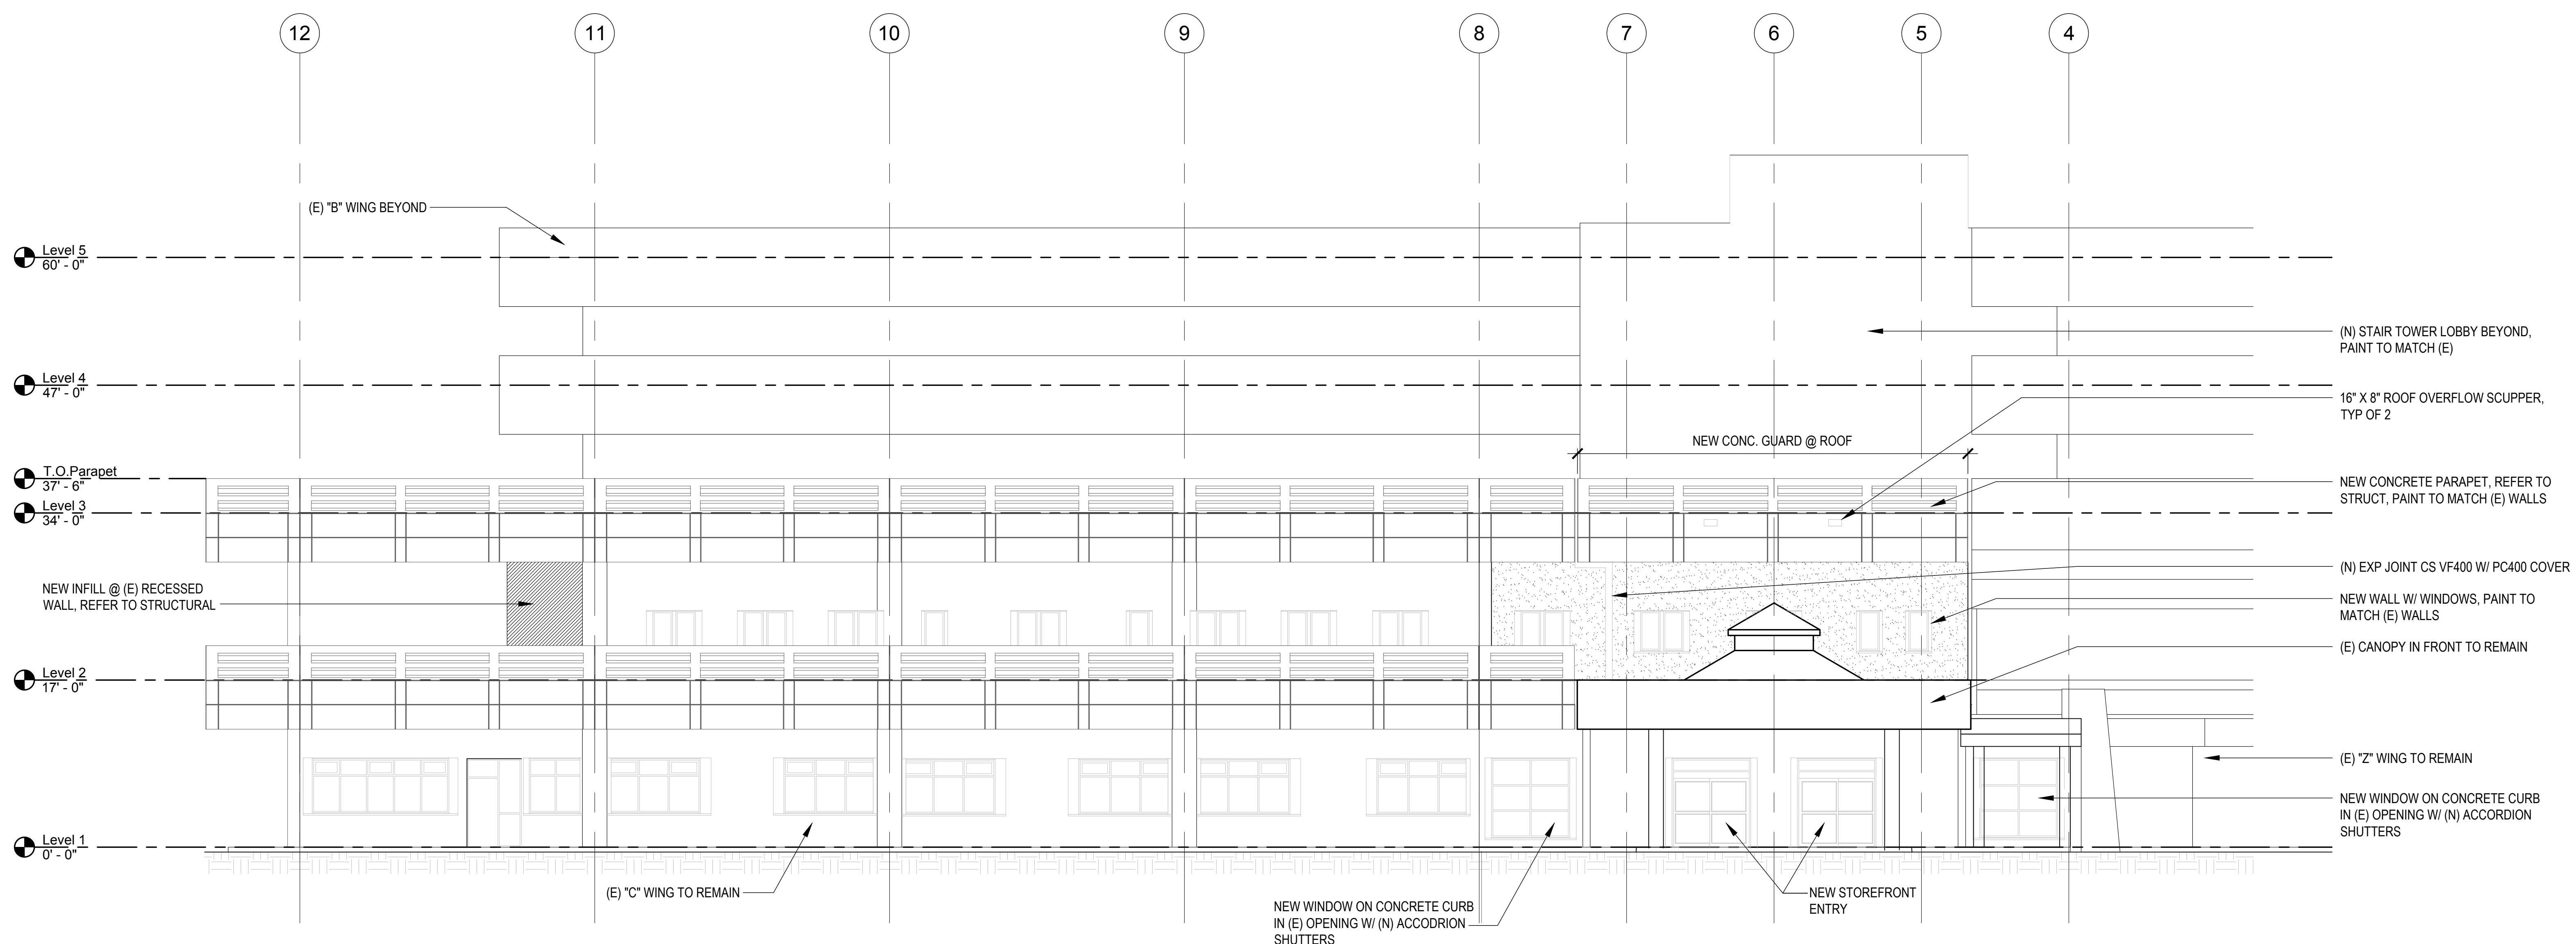 12
11
10
9
8
7
6
5
4
(E) "B" WING BEYOND
Level 5
60' - 0"
(N) STAIR TOWER LOBBY BEYOND,
PAINT TO MATCH (E)
Level 4
47' - 0"
16" X 8" ROOF OVERFLOW SCUPPER,
TYP OF 2
NEW CONC. GUARD @ ROOF
T.O.Parapet
37' - 6"
NEW CONCRETE PARAPET, REFER TO
STRUCT, PAINT TO MATCH (E) WALLS
Level 3
34' - 0"
(N) EXP JOINT CS VF400 W/ PC400 COVER
NEW INFILL @ (E) RECESSED
WALL, REFER TO STRUCTURAL
NEW WALL W/ WINDOWS, PAINT TO
MATCH (E) WALLS
(E) CANOPY IN FRONT TO REMAIN
Level 2
17' - 0"
(E) "Z" WING TO REMAIN
NEW WINDOW ON CONCRETE CURB
IN (E) OPENING W/ (N) ACCORDION
SHUTTERS
Level 1
0' - 0"
(E) "C" WING TO REMAIN
NEW STOREFRONT
ENTRY
NEW WINDOW ON CONCRETE CURB
IN (E) OPENING W/ (N) ACCODRION
SHUTTERS